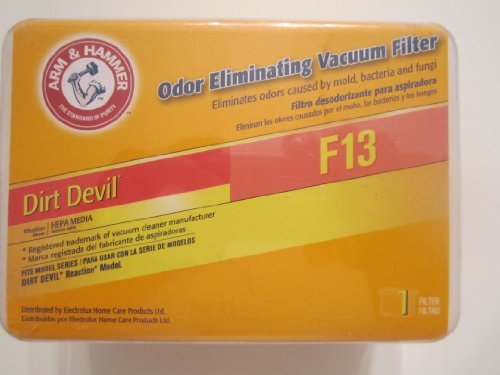 ARM & HAMMER
THE STANDARD OF PURITY
Odor Eliminating Vacuum Filter
Eliminates odors caused by mold, bacteria and fungi
Filtro desodorizante para aspiradora
Eliminan los olores causados por el moho, las bacterias y los hongos
F13
Dirt Devil*
Filtration
HEPA MEDIA
MEDIOS HEPA
* Registered trademark of vacuum cleaner manufacturer
* Marca registrada del fabricante de aspiradoras
FITS MODEL SERIES / PARA USAR CON LA SERIE DE MODELOS
DIRT DEVIL* Reaction* Model.
Distributed by Electrolux Home Care Products Ltd.
Distribuidos por Electrolux Home Care Products Ltd.
1 FILTER
FILTRO